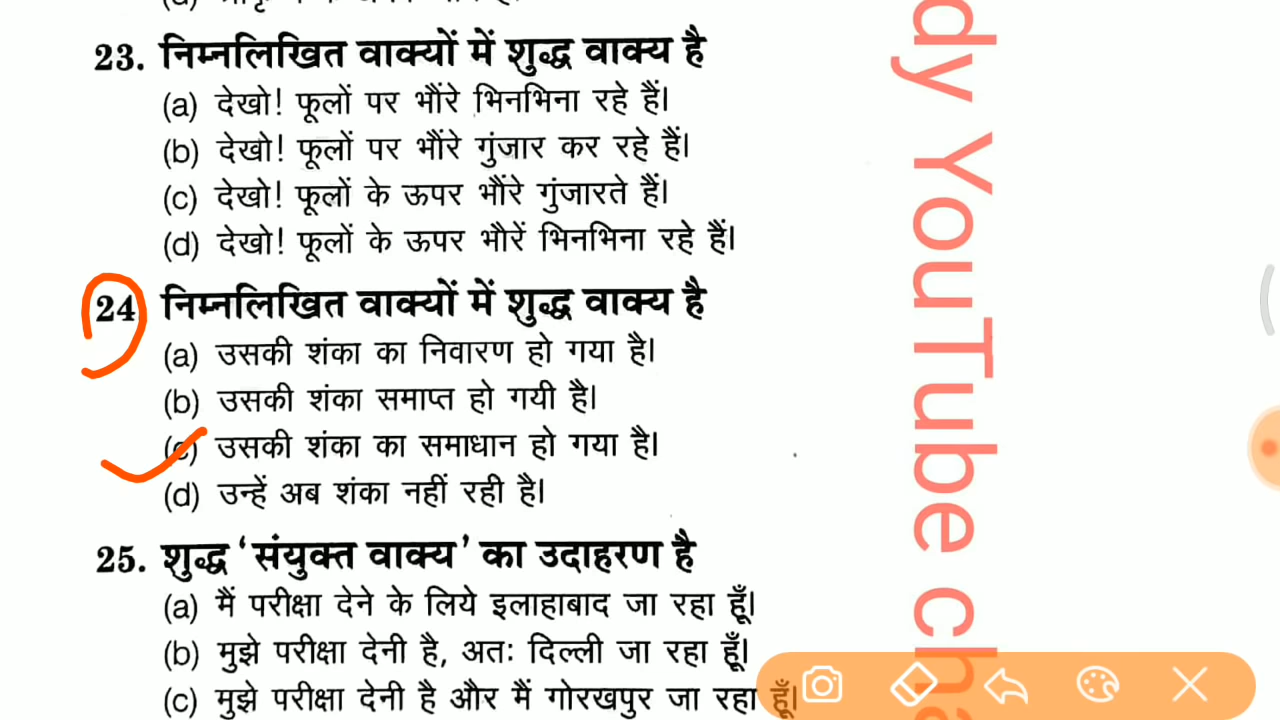 23. निम्नलिखित वाक्यों में शुद्ध वाक्य है
(a) देखो! फूलों पर भौंरे भिनभिना रहे हैं।
(b) देखो! फूलों पर भौंरे गुंजार कर रहे हैं।
(c) देखो! फूलों के ऊपर भौंरे गुंजारते हैं।
(d) देखो! फूलों के ऊपर भौरें भिनभिना रहे हैं।
24 निम्नलिखित वाक्यों में शुद्ध वाक्य है
(a) उसकी शंका का निवारण हो गया है।
(b) उसकी शंका समाप्त हो गयी है।
(c) उसकी शंका का समाधान हो गया है।
(d) उन्हें अब शंका नहीं रही है।
25. शुद्ध ‘संयुक्त वाक्य’ का उदाहरण है
(a) मैं परीक्षा देने के लिये इलाहाबाद जा रहा हूँ।
(b) मुझे परीक्षा देनी है, अतः दिल्ली जा रहा हूँ।
(c) मुझे परीक्षा देनी है और मैं गोरखपुर जा रहा हूँ।
dy YouTube cha